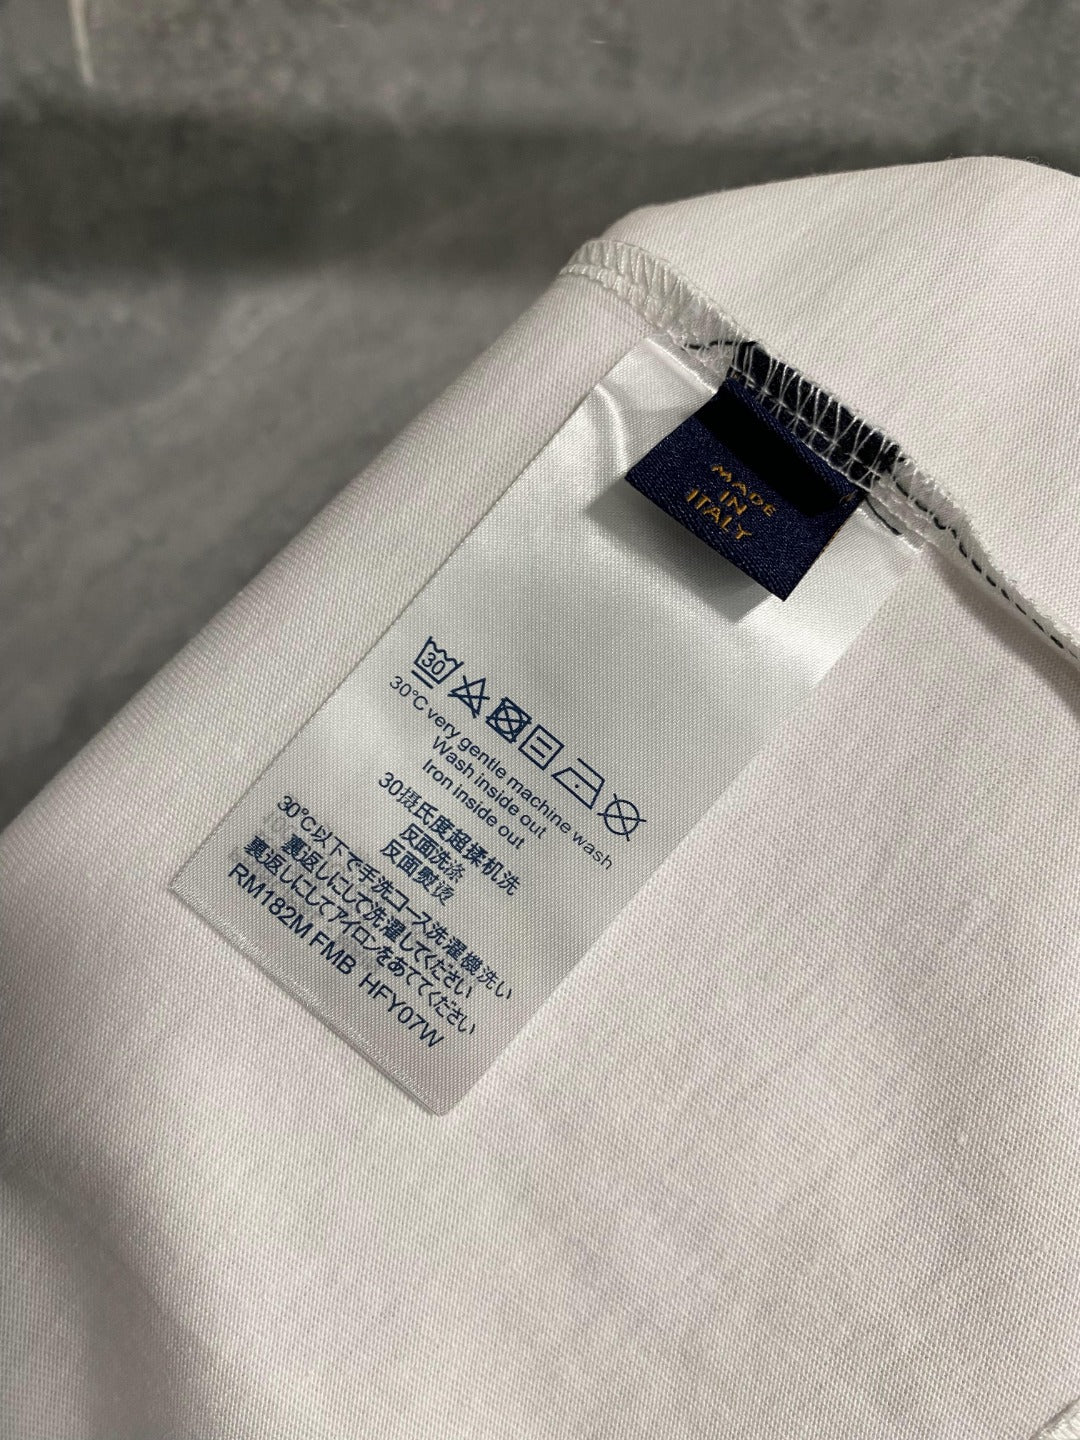 MADE
IN
ITALY
30
30°C very gentle machine wash
Wash inside out
Iron inside out
30摄氏度超揉机洗
反面洗涤
反面熨烫
30°C以下で手洗コース洗濯機洗い
裏返しにして洗濯してください
裏返しにしてアイロンをあててください
RM182M FMB HFY07W